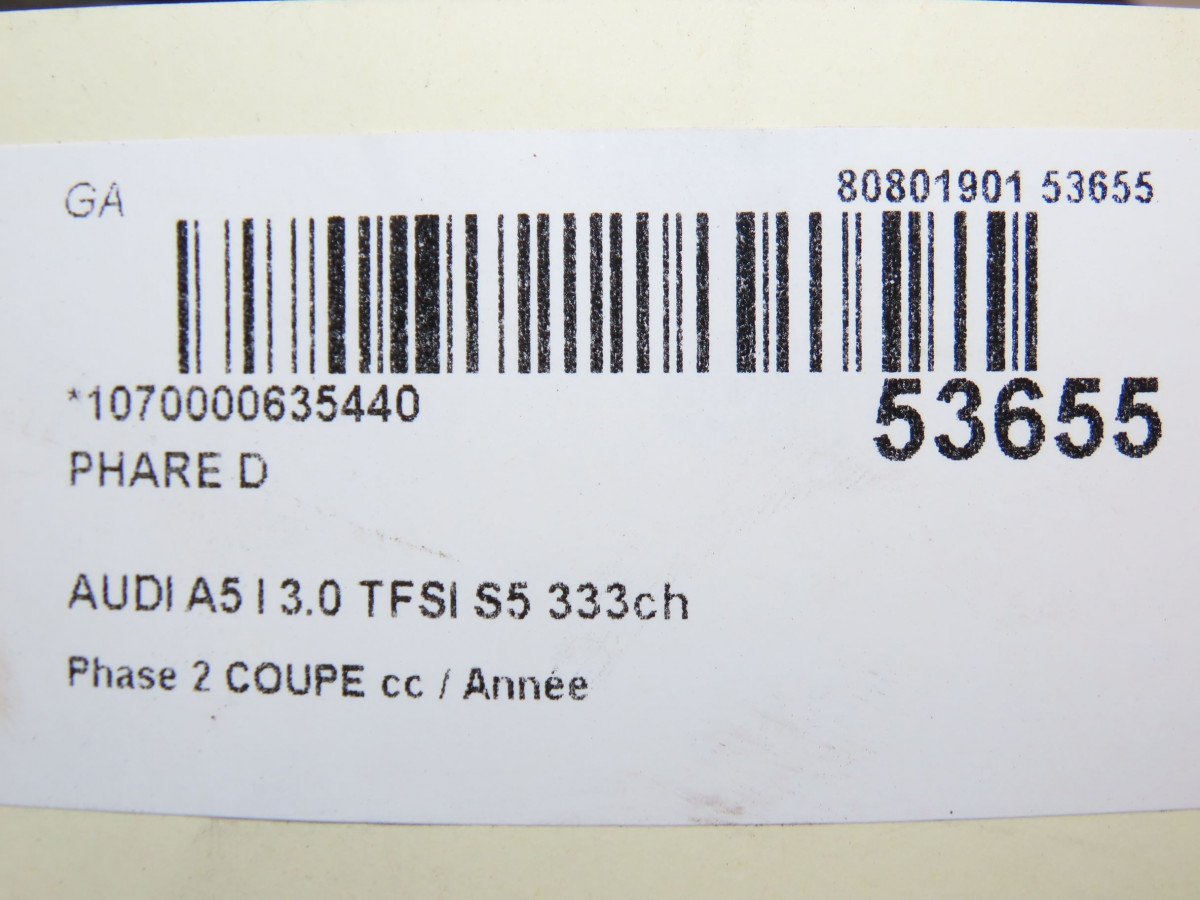 GA
80801901 53655
*1070000635440
53655
PHARE D
AUDI A5 I 3.0 TFSI S5 333ch
Phase 2 COUPE cc / Année